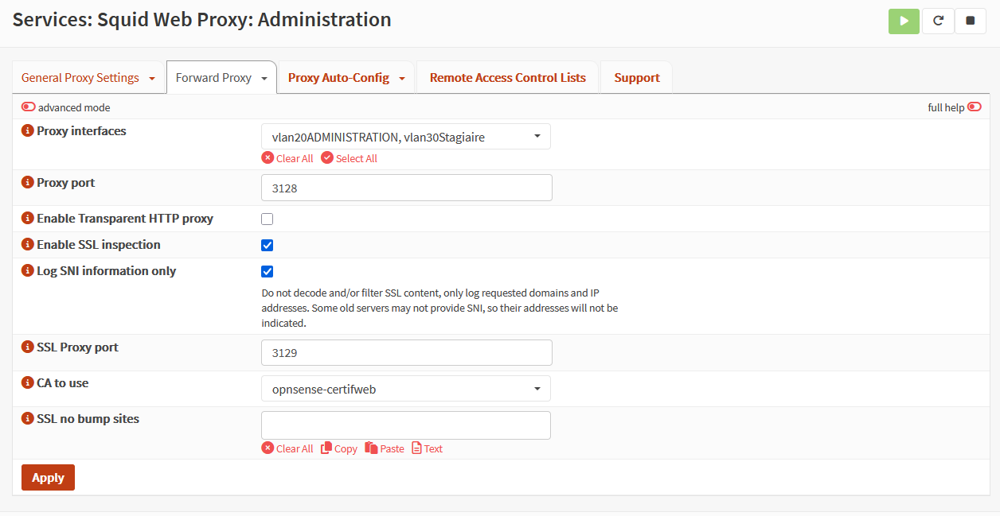 Services: Squid Web Proxy: Administration
General Proxy Settings
Forward Proxy
Proxy Auto-Config
Remote Access Control Lists
Support
advanced mode
full help
Proxy interfaces
vlan20ADMINISTRATION, vlan30Stagiaire
Clear All Select All
Proxy port
3128
Enable Transparent HTTP proxy
Enable SSL inspection
Log SNI information only
Do not decode and/or filter SSL content, only log requested domains and IP
addresses. Some old servers may not provide SNI, so their addresses will not be
indicated.
SSL Proxy port
3129
CA to use
opnsense-certifweb
SSL no bump sites
Clear All Copy Paste Text
Apply